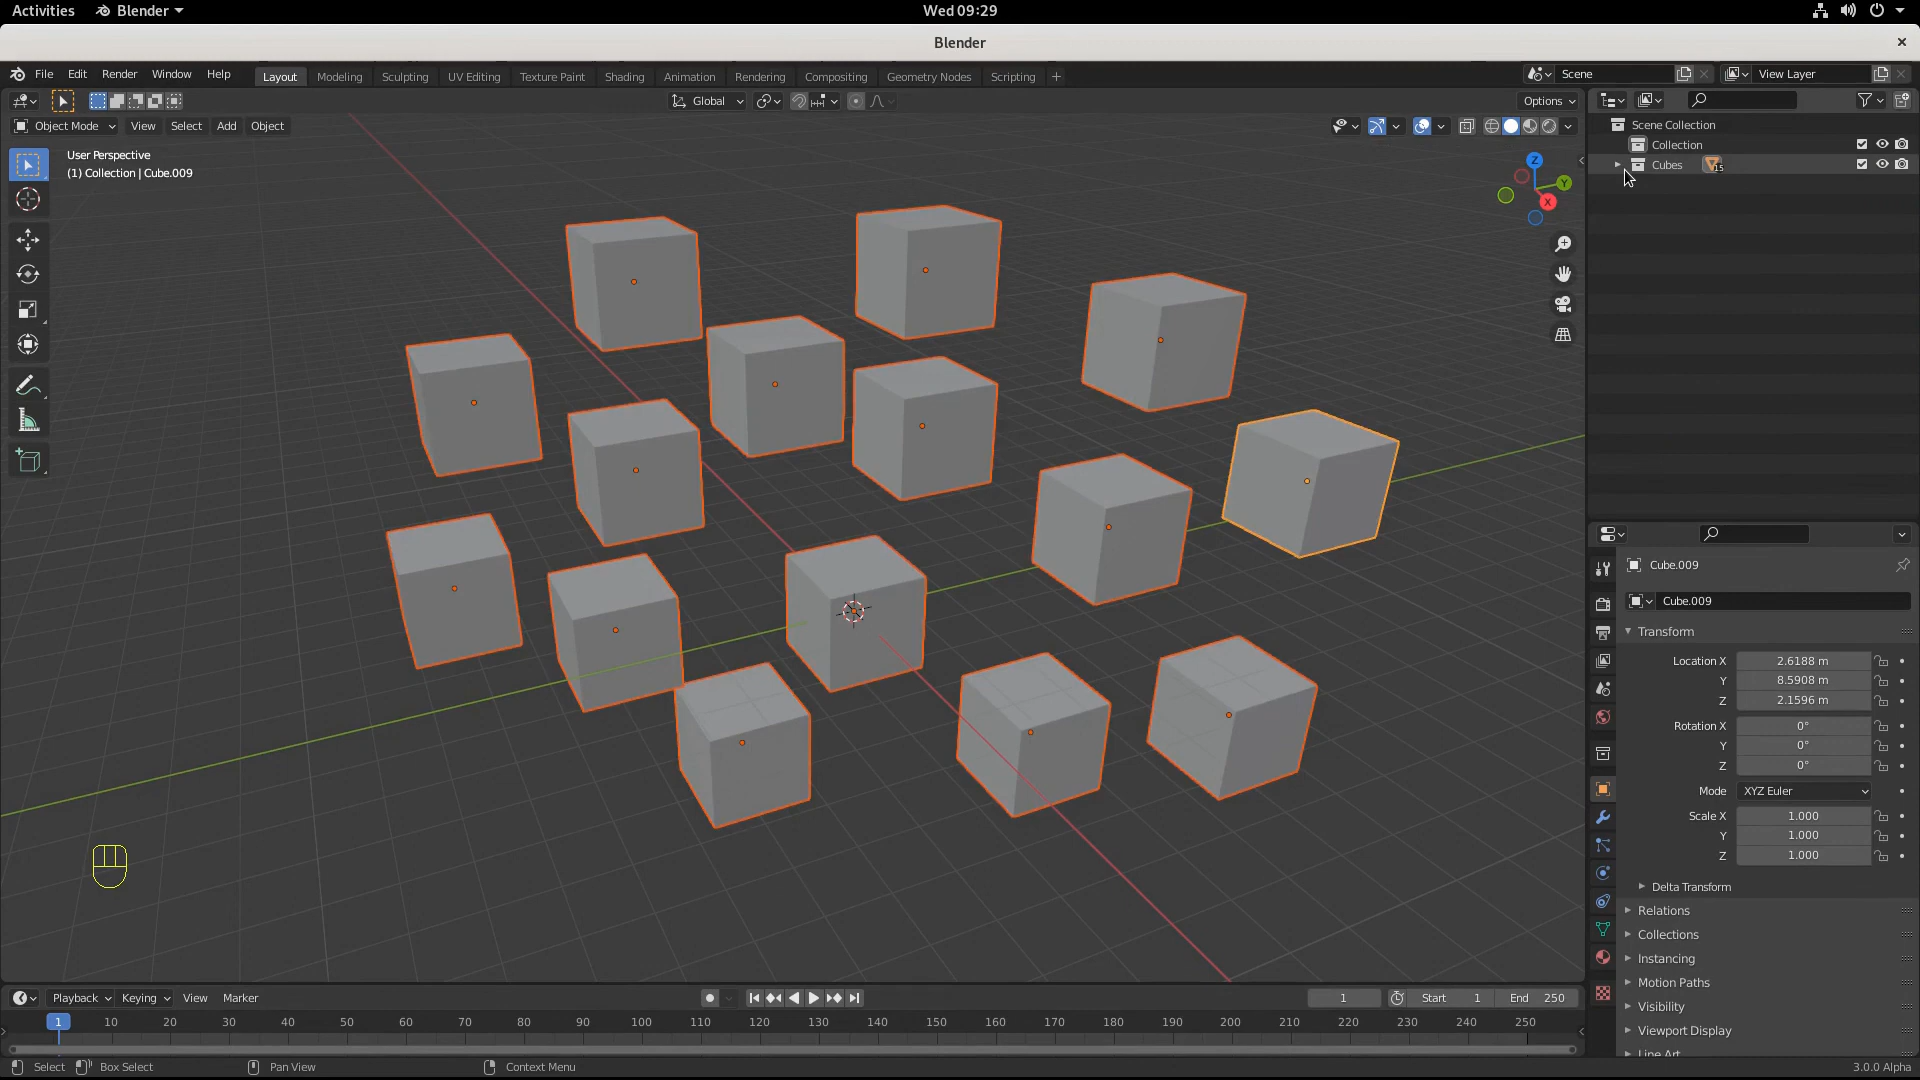 Activities Blender Wed 09:29
Blender
File Edit Render Window Help Layout Modeling Sculpting UV Editing Texture Paint Shading Animation Rendering Compositing Geometry Nodes Scripting + Scene View Layer
Global Options
Object Mode View Select Add Object
User Perspective
(1) Collection | Cube.009
Z
Y
X
Scene Collection
Collection
Cubes 15
Cube.009
Cube.009
Transform
Location X 2.6188 m
Y 8.5908 m
Z 2.1596 m
Rotation X 0°
Y 0°
Z 0°
Mode XYZ Euler
Scale X 1.000
Y 1.000
Z 1.000
Delta Transform
Relations
Collections
Instancing
Motion Paths
Visibility
Viewport Display
Line Art
Playback Keying View Marker 1 Start 1 End 250
1 10 20 30 40 50 60 70 80 90 100 110 120 130 140 150 160 170 180 190 200 210 220 230 240 250
Select Box Select Pan View Context Menu 3.0.0 Alpha